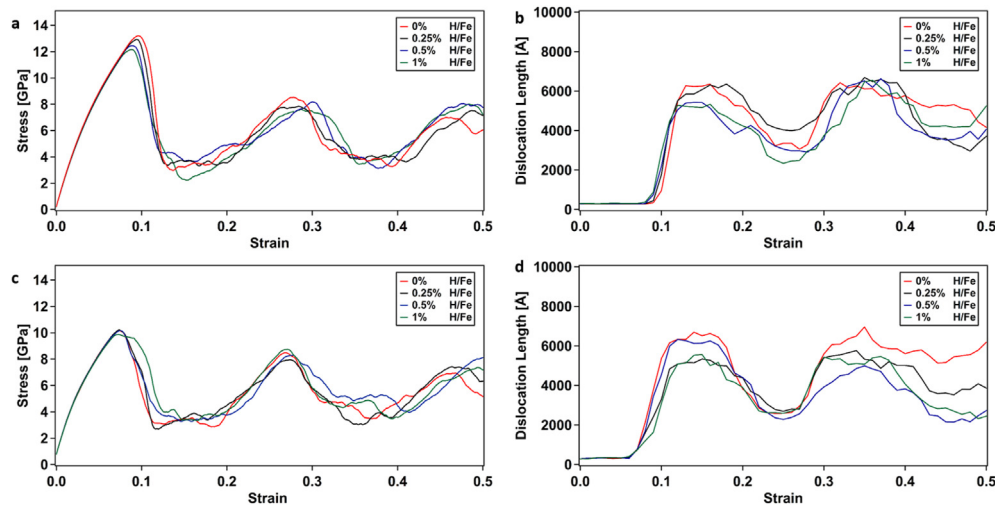 a
Stress [GPa]
14
12
10
8
6
4
2
0
0.0 0.1 0.2 0.3 0.4 0.5
Strain
0% H/Fe
0.25% H/Fe
0.5% H/Fe
1% H/Fe
b
Dislocation Length [A]
10000
8000
6000
4000
2000
0
0.0 0.1 0.2 0.3 0.4 0.5
Strain
0% H/Fe
0.25% H/Fe
0.5% H/Fe
1% H/Fe
c
Stress [GPa]
14
12
10
8
6
4
2
0
0.0 0.1 0.2 0.3 0.4 0.5
Strain
0% H/Fe
0.25% H/Fe
0.5% H/Fe
1% H/Fe
d
Dislocation Length [A]
10000
8000
6000
4000
2000
0
0.0 0.1 0.2 0.3 0.4 0.5
Strain
0% H/Fe
0.25% H/Fe
0.5% H/Fe
1% H/Fe